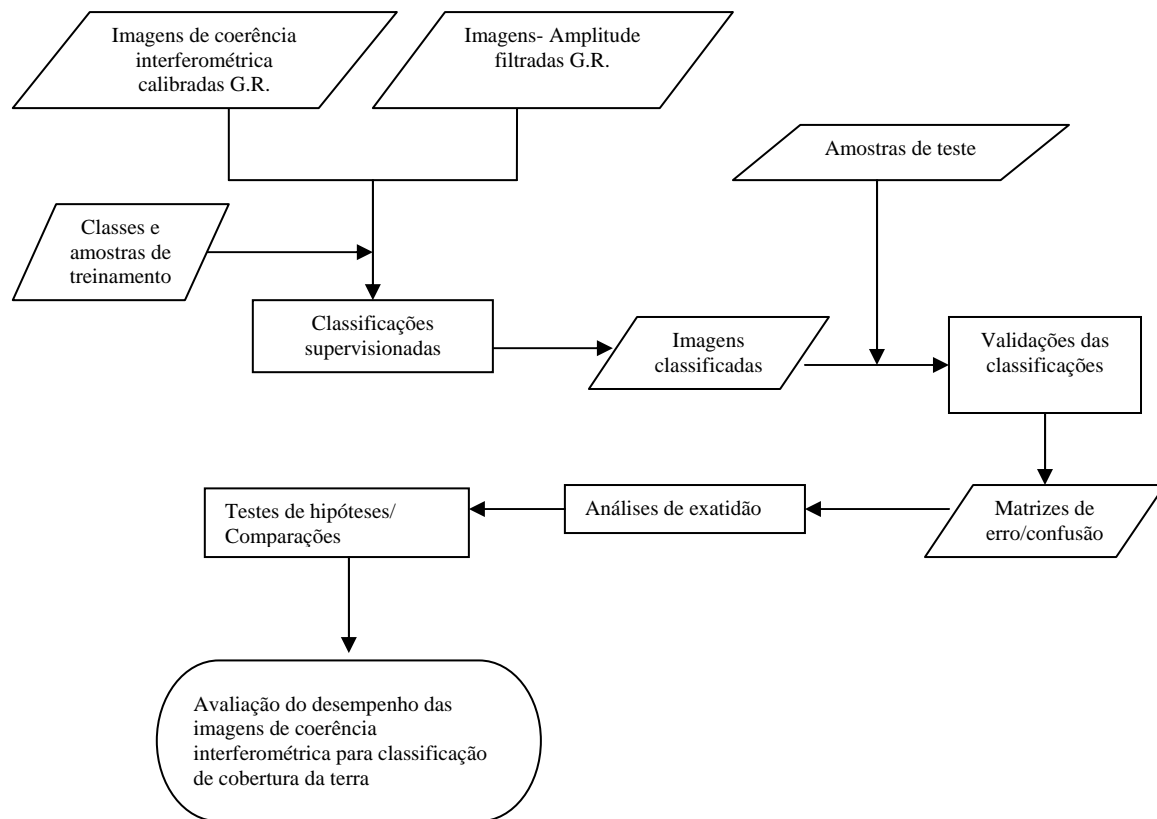 Imagens de coerência
interferométrica
calibradas G.R.
Imagens- Amplitude
filtradas G.R.
Amostras de teste
Classes e
amostras de
treinamento
Classificações
supervisionadas
Imagens
classificadas
Validações das
classificações
Testes de hipóteses/
Comparações
Análises de exatidão
Matrizes de
erro/confusão
Avaliação do desempenho das
imagens de coerência
interferométrica para classificação
de cobertura da terra